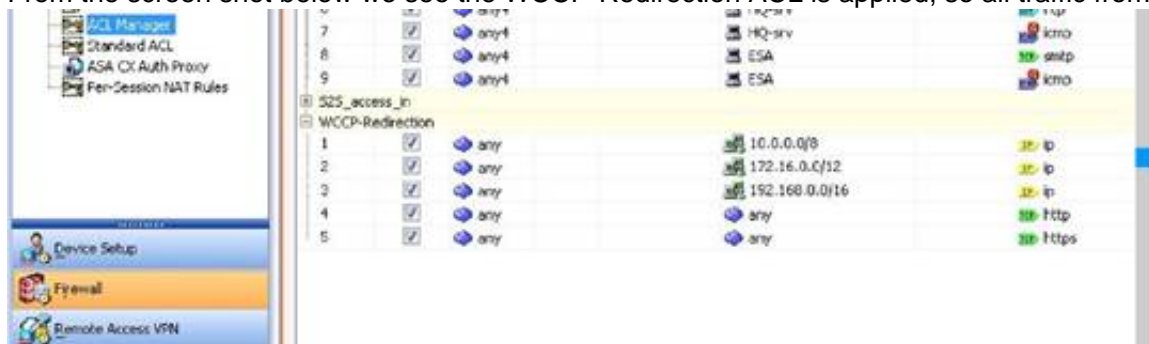 From the screen shot below we see the WCCP-Redirection ACL is applied, so all traffic from
ACL Manager
Standard ACL
ASA CX Auth Proxy
Per-Session NAT Rules
any4 HQ-srv
7 any4 HQ-srv icmp
8 any4 ESA smtp
9 any4 ESA icmp
S2S_access_in
WCCP-Redirection
1 any 10.0.0.0/8 ip
2 any 172.16.0.0/12 ip
3 any 192.168.0.0/16 ip
4 any any http
5 any any https
Device Setup
Firewall
Remote Access VPN